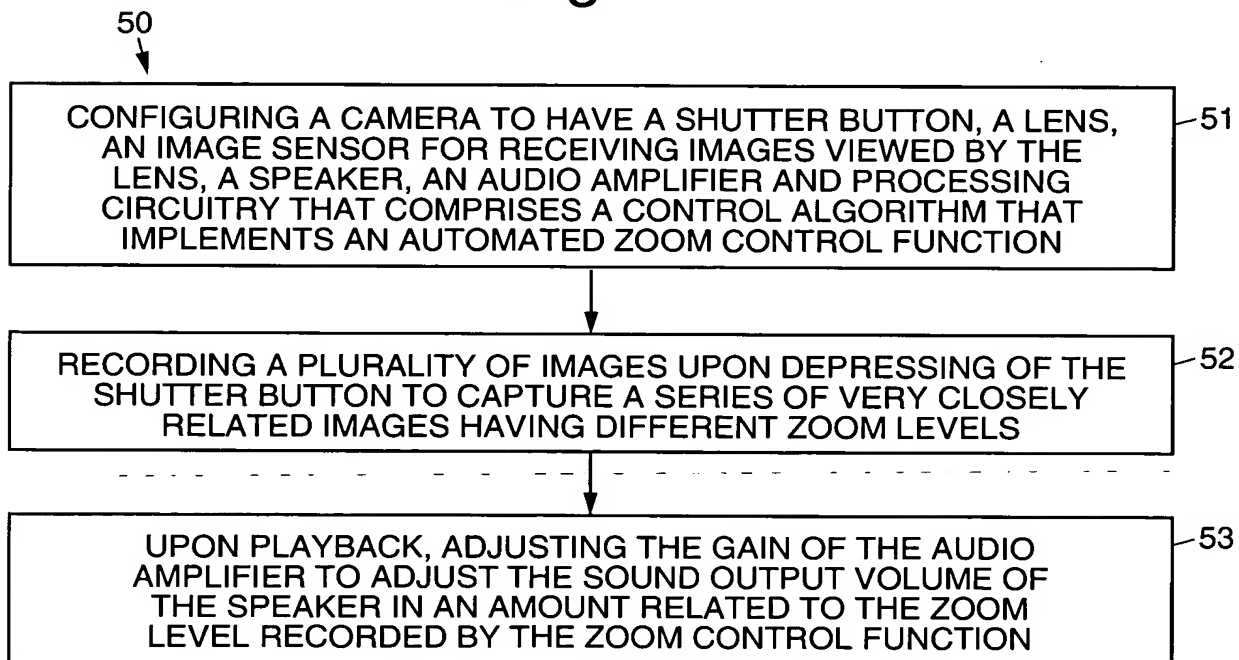 50
CONFIGURING A CAMERA TO HAVE A SHUTTER BUTTON, A LENS,
AN IMAGE SENSOR FOR RECEIVING IMAGES VIEWED BY THE
LENS, A SPEAKER, AN AUDIO AMPLIFIER AND PROCESSING
CIRCUITRY THAT COMPRISES A CONTROL ALGORITHM THAT
IMPLEMENTS AN AUTOMATED ZOOM CONTROL FUNCTION
51
RECORDING A PLURALITY OF IMAGES UPON DEPRESSING OF THE
SHUTTER BUTTON TO CAPTURE A SERIES OF VERY CLOSELY
RELATED IMAGES HAVING DIFFERENT ZOOM LEVELS
52
UPON PLAYBACK, ADJUSTING THE GAIN OF THE AUDIO
AMPLIFIER TO ADJUST THE SOUND OUTPUT VOLUME OF
THE SPEAKER IN AN AMOUNT RELATED TO THE ZOOM
LEVEL RECORDED BY THE ZOOM CONTROL FUNCTION
53